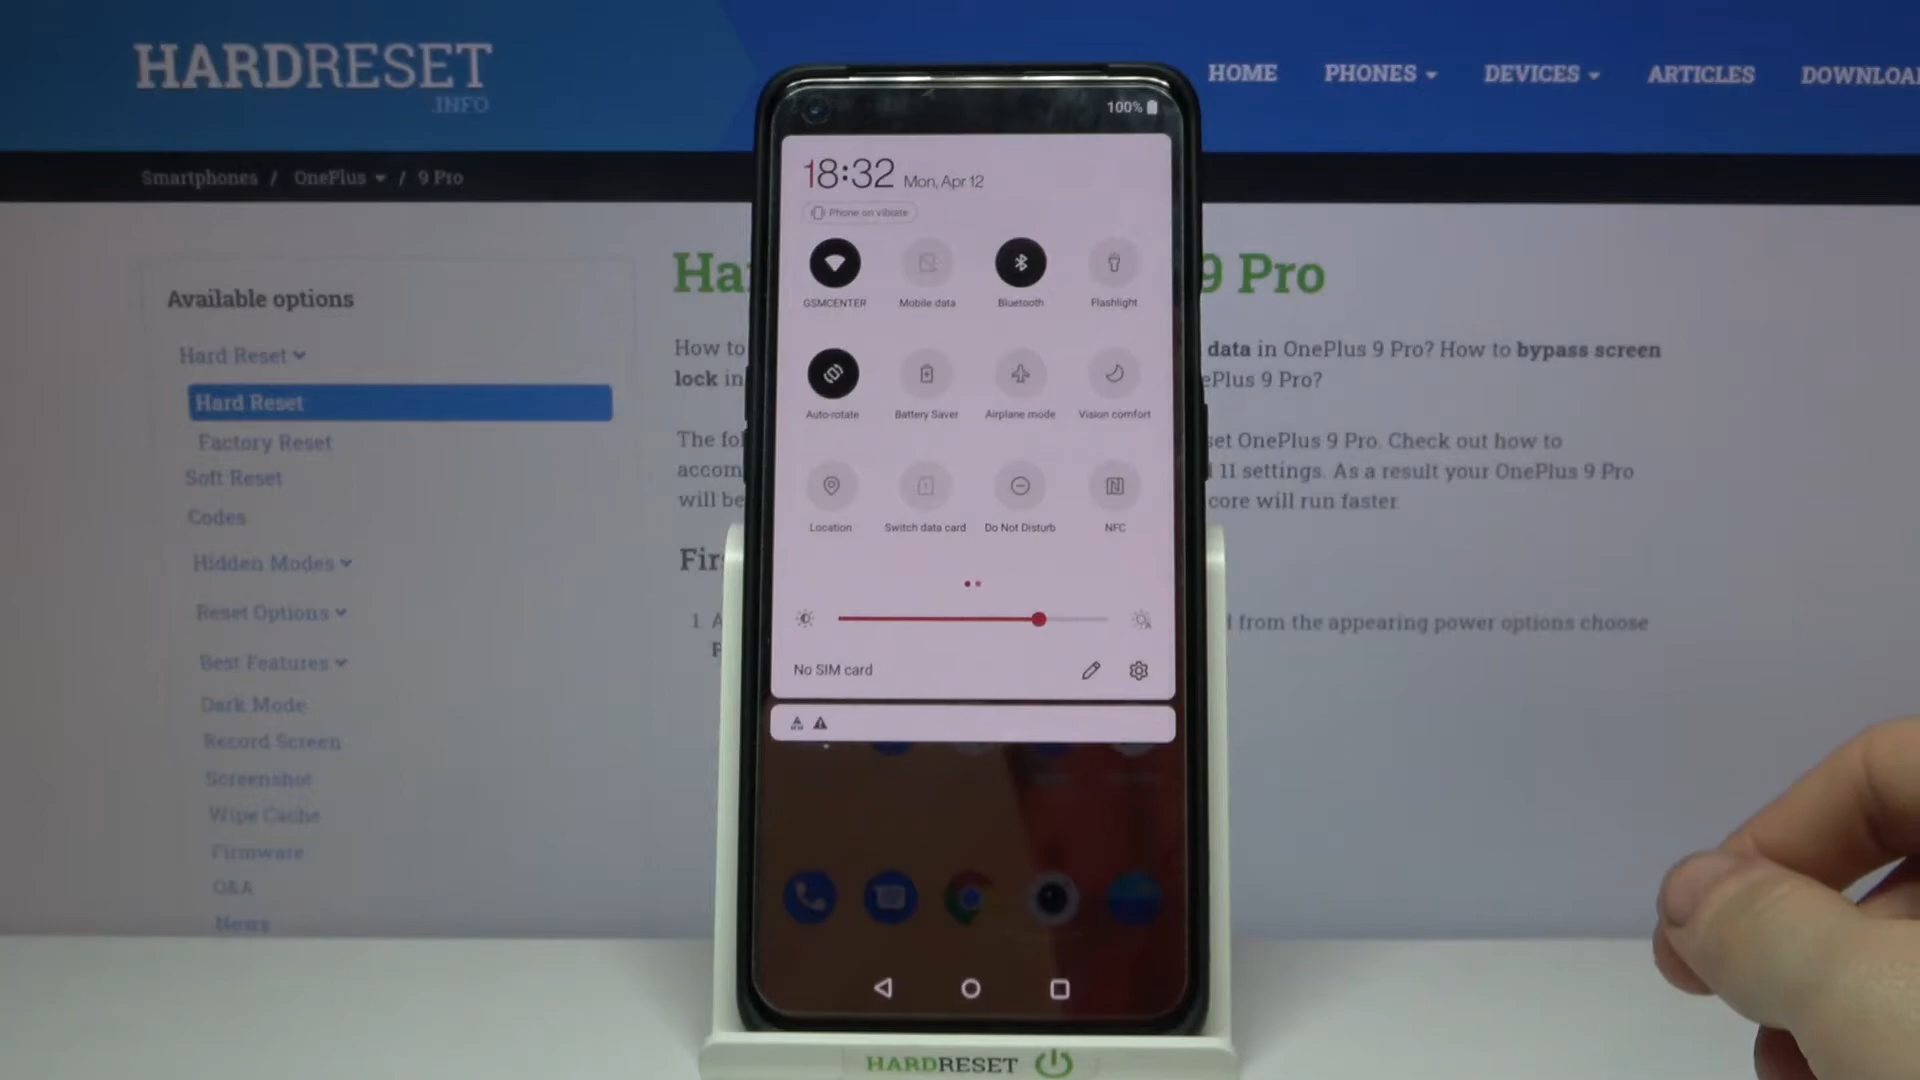 HARDRESET
.INFO
HOME PHONES DEVICES ARTICLES DOWNLOA
Smartphones / OnePlus / 9 Pro
Available options
Hard Reset
Hard Reset
Factory Reset
Soft Reset
Codes
Hidden Modes
Reset Options
Best Features
Dark Mode
Record Screen
Screenshot
Wipe Cache
Firmware
Q&A
News
Ha 9 Pro
How to data in OnePlus 9 Pro? How to bypass screen
lock in ePlus 9 Pro?
The fol set OnePlus 9 Pro. Check out how to
accom 11 settings. As a result your OnePlus 9 Pro
will be core will run faster.
Firs
1. A from the appearing power options choose
100%
18:32 Mon, Apr 12
Phone on vibrate
GSMCENTER Mobile data Bluetooth Flashlight
Auto-rotate Battery Saver Airplane mode Vision comfort
Location Switch data card Do Not Disturb NFC
No SIM card
HARDRESET